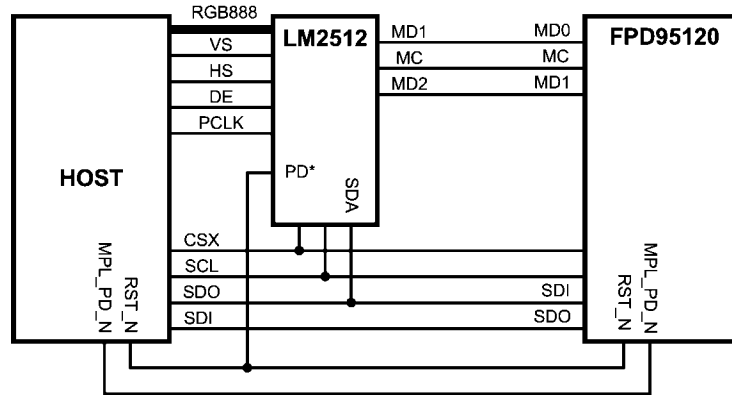 RGB888
VS
HS
DE
PCLK
HOST
LM2512
PD*
SDA
MD1
MD0
MC
MC
MD2
MD1
FPD95120
CSX
SCL
SDO
SDI
SDI
SDO
MPL_PD_N
RST_N
RST_N
MPL_PD_N